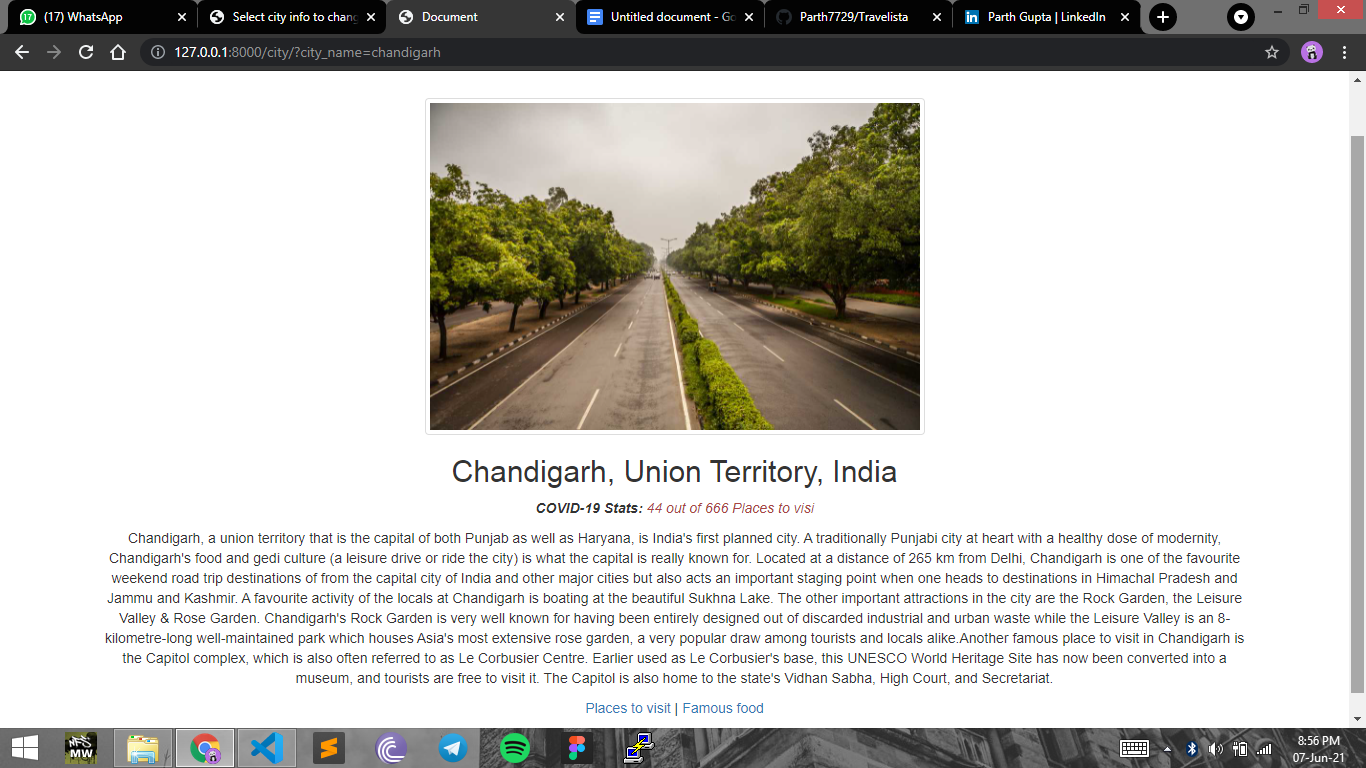 (17) WhatsApp
Select city info to chang
Document
Untitled document - Go
Parth7729/Travelista
Parth Gupta | LinkedIn
127.0.0.1:8000/city/?city_name=chandigarh
Chandigarh, Union Territory, India
COVID-19 Stats: 44 out of 666 Places to visi
Chandigarh, a union territory that is the capital of both Punjab as well as Haryana, is India's first planned city. A traditionally Punjabi city at heart with a healthy dose of modernity,
Chandigarh's food and gedi culture (a leisure drive or ride the city) is what the capital is really known for. Located at a distance of 265 km from Delhi, Chandigarh is one of the favourite
weekend road trip destinations of from the capital city of India and other major cities but also acts an important staging point when one heads to destinations in Himachal Pradesh and
Jammu and Kashmir. A favourite activity of the locals at Chandigarh is boating at the beautiful Sukhna Lake. The other important attractions in the city are the Rock Garden, the Leisure
Valley & Rose Garden. Chandigarh's Rock Garden is very well known for having been entirely designed out of discarded industrial and urban waste while the Leisure Valley is an 8-
kilometre-long well-maintained park which houses Asia's most extensive rose garden, a very popular draw among tourists and locals alike.Another famous place to visit in Chandigarh is
the Capitol complex, which is also often referred to as Le Corbusier Centre. Earlier used as Le Corbusier's base, this UNESCO World Heritage Site has now been converted into a
museum, and tourists are free to visit it. The Capitol is also home to the state's Vidhan Sabha, High Court, and Secretariat.
Places to visit | Famous food
NFS
MW
8:56 PM
07-Jun-21